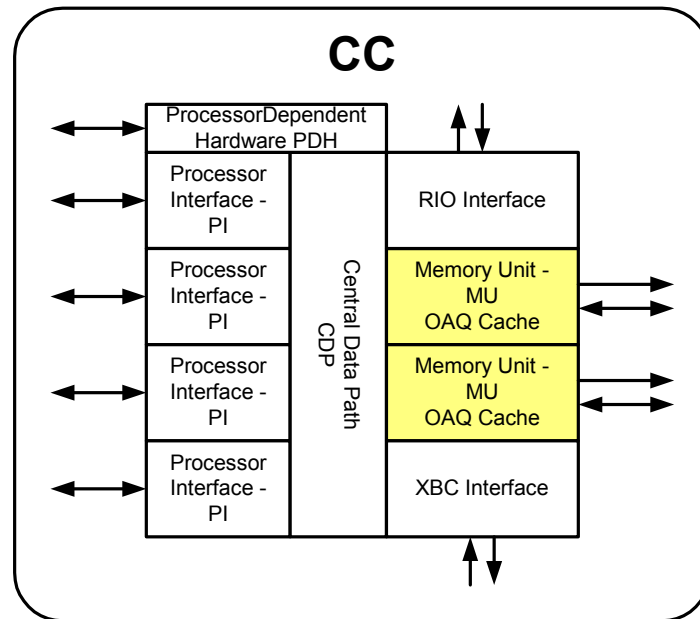 CC
ProcessorDependent
Hardware PDH
Processor
Interface -
PI
RIO Interface
Processor
Interface -
PI
Central Data Path
CDP
Memory Unit -
MU
OAQ Cache
Processor
Interface -
PI
Memory Unit -
MU
OAQ Cache
Processor
Interface -
PI
XBC Interface